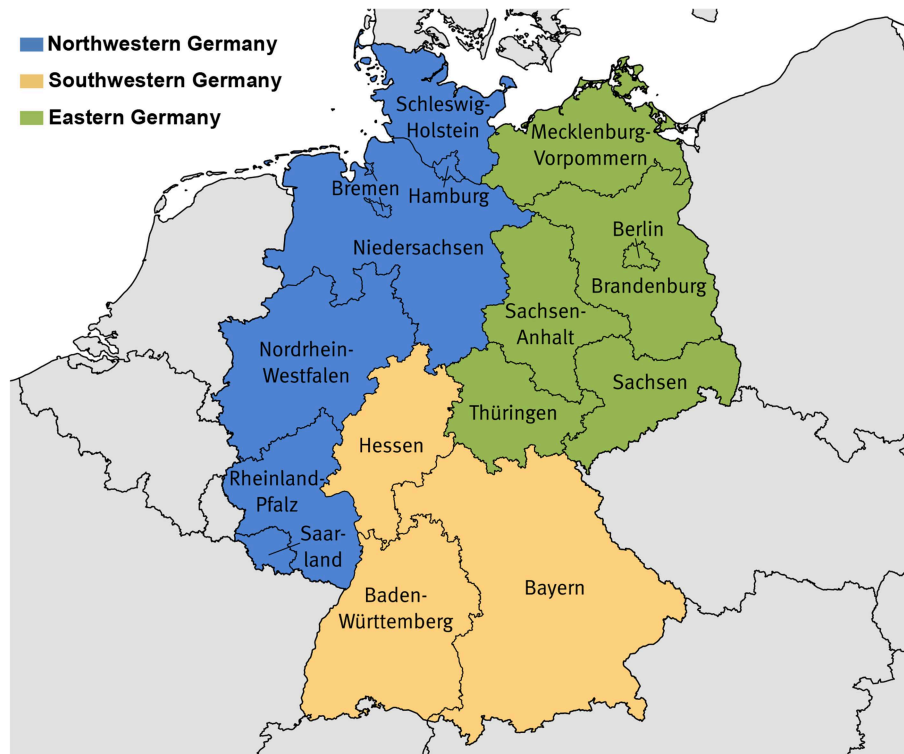 Northwestern Germany
Southwestern Germany
Eastern Germany
Schleswig-
Holstein
Mecklenburg-
Vorpommern
Bremen
Hamburg
Niedersachsen
Berlin
Brandenburg
Sachsen-
Anhalt
Nordrhein-
Westfalen
Sachsen
Thüringen
Hessen
Rheinland-
Pfalz
Saar-
land
Baden-
Württemberg
Bayern